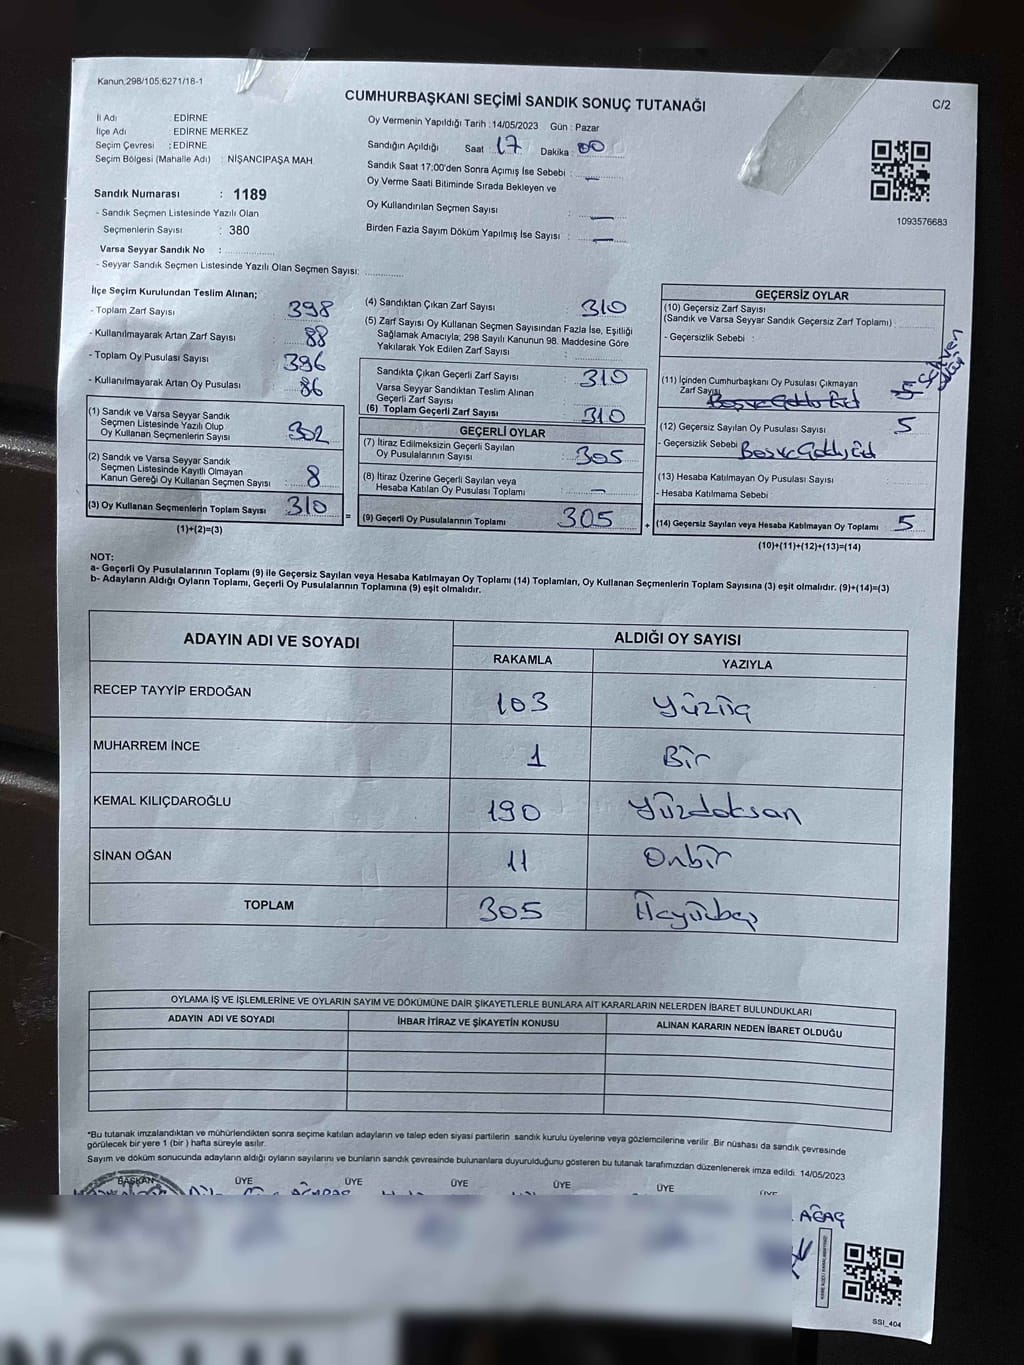 Kanun;298/105;6271/18-1
CUMHURBAŞKANI SEÇİMİ SANDIK SONUÇ TUTANAĞI
C/2
İl Adı : EDİRNE
İlçe Adı : EDİRNE MERKEZ
Seçim Çevresi : EDİRNE
Seçim Bölgesi (Mahalle Adı) : NİŞANCIPAŞA MAH.
Sandık Numarası : 1189
- Sandık Seçmen Listesinde Yazılı Olan
Seçmenlerin Sayısı : 380
Varsa Seyyar Sandık No :
- Seyyar Sandık Seçmen Listesinde Yazılı Olan Seçmen Sayısı:
Oy Vermenin Yapıldığı Tarih : 14/05/2023 Gün : Pazar
Sandığın Açıldığı Saat 17 Dakika : 00
Sandık Saat 17:00'den Sonra Açımış İse Sebebi : —
Oy Verme Saati Bitiminde Sırada Bekleyen ve
Oy Kullandırılan Seçmen Sayısı : —
Birden Fazla Sayım Döküm Yapılmış İse Sayısı : —
1093576683
İlçe Seçim Kurulundan Teslim Alınan;
- Toplam Zarf Sayısı 398
- Kullanılmayarak Artan Zarf Sayısı 88
- Toplam Oy Pusulası Sayısı 396
- Kullanılmayarak Artan Oy Pusulası 86
(1) Sandık ve Varsa Seyyar Sandık
Seçmen Listesinde Yazılı Olup
Oy Kullanan Seçmenlerin Sayısı 302
(2) Sandık ve Varsa Seyyar Sandık
Seçmen Listesinde Kayıtlı Olmayan
Kanun Gereği Oy Kullanan Seçmen Sayısı : 8
(3) Oy Kullanan Seçmenlerin Toplam Sayısı 310
(1)+(2)=(3)
(4) Sandıktan Çıkan Zarf Sayısı 310
(5) Zarf Sayısı Oy Kullanan Seçmen Sayısından Fazla İse, Eşitliği
Sağlamak Amacıyla; 298 Sayılı Kanunun 98. Maddesine Göre
Yakılarak Yok Edilen Zarf Sayısı :
Sandıkta Çıkan Geçerli Zarf Sayısı : 310
Varsa Seyyar Sandıktan Teslim Alınan
Geçerli Zarf Sayısı :
(6) Toplam Geçerli Zarf Sayısı : 310
GEÇERLİ OYLAR
(7) İtiraz Edilmeksizin Geçerli Sayılan
Oy Pusulalarının Sayısı : 305
(8) İtiraz Üzerine Geçerli Sayılan veya
Hesaba Katılan Oy Pusulası Toplamı : —
= (9) Geçerli Oy Pusulalarının Toplamı 305 +
GEÇERSİZ OYLAR
(10) Geçersiz Zarf Sayısı
(Sandık ve Varsa Seyyar Sandık Geçersiz Zarf Toplamı) :
- Geçersizlik Sebebi :
(11) İçinden Cumhurbaşkanı Oy Pusulası Çıkmayan
Zarf Sayısı 5
(12) Geçersiz Sayılan Oy Pusulası Sayısı : 5
- Geçersizlik Sebebi
(13) Hesaba Katılmayan Oy Pusulası Sayısı
- Hesaba Katılmama Sebebi
(14) Geçersiz Sayılan veya Hesaba Katılmayan Oy Toplamı 5
(10)+(11)+(12)+(13)=(14)
NOT:
a- Geçerli Oy Pusulalarının Toplamı (9) ile Geçersiz Sayılan veya Hesaba Katılmayan Oy Toplamı (14) Toplamları, Oy Kullanan Seçmenlerin Toplam Sayısına (3) eşit olmalıdır. (9)+(14)=(3)
b- Adayların Aldığı Oyların Toplamı, Geçerli Oy Pusulalarının Toplamına (9) eşit olmalıdır.
ADAYIN ADI VE SOYADI ALDIĞI OY SAYISI
RAKAMLA YAZIYLA
RECEP TAYYİP ERDOĞAN 103 Yüzüç
MUHARREM İNCE 1 Bir
KEMAL KILIÇDAROĞLU 190 Yüzdoksan
SİNAN OĞAN 11 Onbir
TOPLAM 305 Üçyüzbeş
OYLAMA İŞ VE İŞLEMLERİNE VE OYLARIN SAYIM VE DÖKÜMÜNE DAİR ŞİKAYETLERLE BUNLARA AİT KARARLARIN NELERDEN İBARET BULUNDUKLARI
ADAYIN ADI VE SOYADI İHBAR İTİRAZ VE ŞİKAYETİN KONUSU ALINAN KARARIN NEDEN İBARET OLDUĞU
*Bu tutanak imzalandıktan ve mühürlendikten sonra seçime katılan adayların ve talep eden siyasi partilerin sandık kurulu üyelerine veya gözlemcilerine verilir. Bir nüshası da sandık çevresinde
görülecek bir yere 1 (bir) hafta süreyle asılır.
Sayım ve döküm sonucunda adayların aldığı oyların sayılarını ve bunların sandık çevresinde bulunanlara duyurulduğunu gösteren bu tutanak tarafımızdan düzenlenerek imza edildi. 14/05/2023
BAŞKAN ÜYE ÜYE ÜYE ÜYE ÜYE ÜYE
AĞAÇ
SSI_404